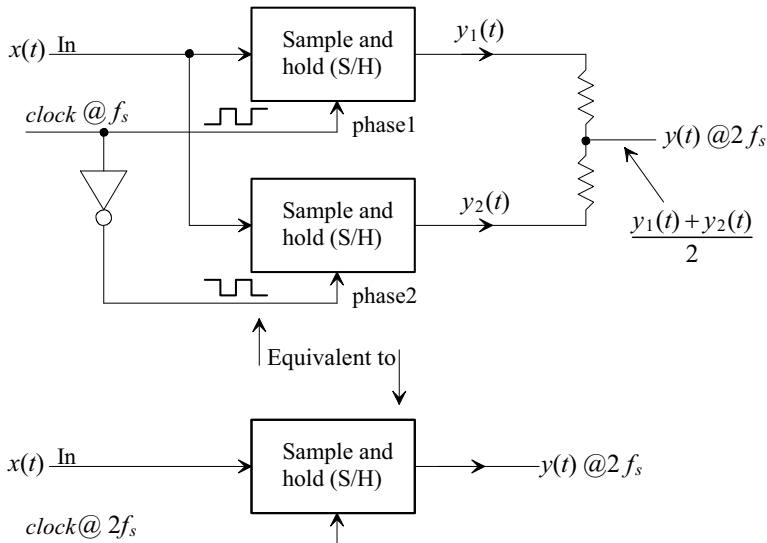 x(t) In
Sample and
hold (S/H)
y₁(t)
clock @ fₛ
phase1
y(t) @2 fₛ
Sample and
hold (S/H)
y₂(t)
y₁(t) + y₂(t)
2
phase2
Equivalent to
x(t) In
Sample and
hold (S/H)
y(t) @2 fₛ
clock@ 2fₛ